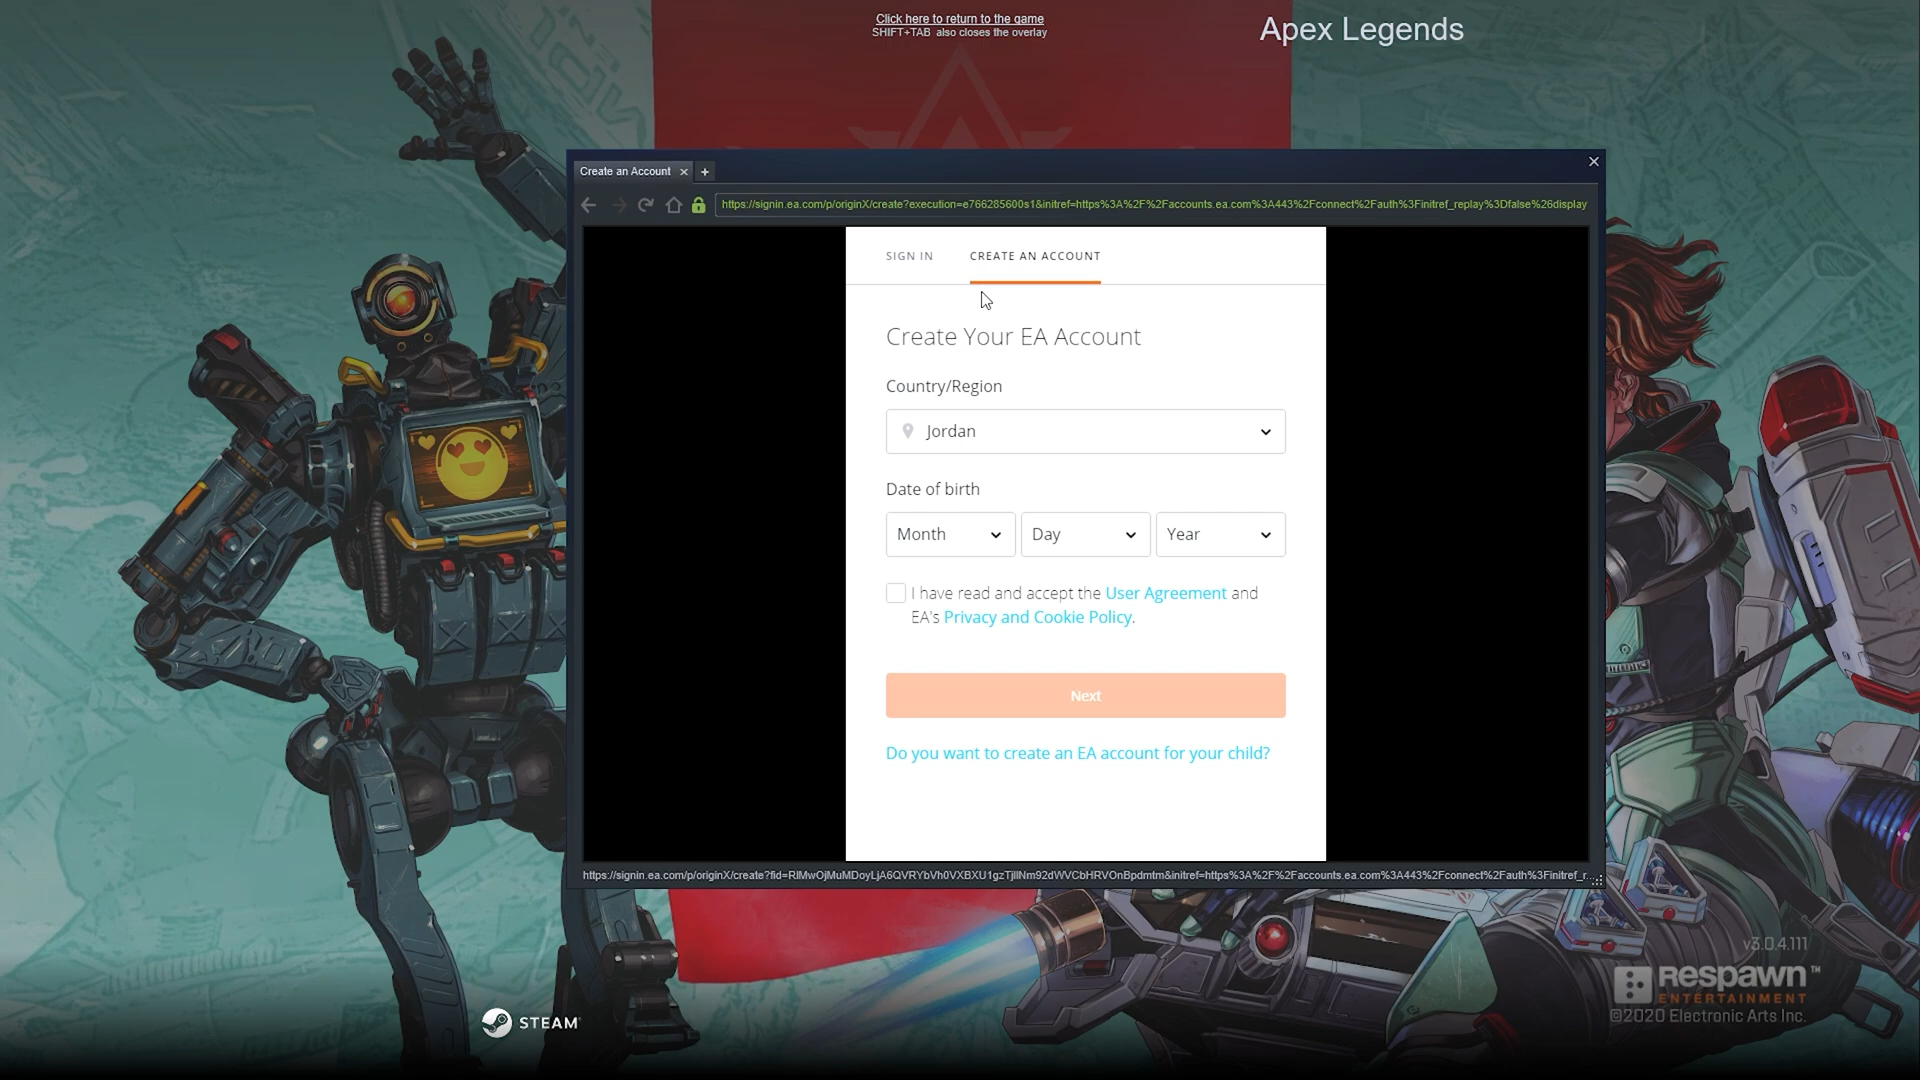 Click here to return to the game
SHIFT+TAB also closes the overlay
Apex Legends
Create an Account
https://signin.ea.com/p/originX/create?execution=e766285600s1&initref=https%3A%2F%2Faccounts.ea.com%3A443%2Fconnect%2Fauth%3Finitref_replay%3Dfalse%26display
SIGN IN
CREATE AN ACCOUNT
Create Your EA Account
Country/Region
Jordan
Date of birth
Month
Day
Year
I have read and accept the User Agreement and
EA's Privacy and Cookie Policy.
Next
Do you want to create an EA account for your child?
v3.0.4.111
RESPAWN™
ENTERTAINMENT
©2020 Electronic Arts Inc.
STEAM